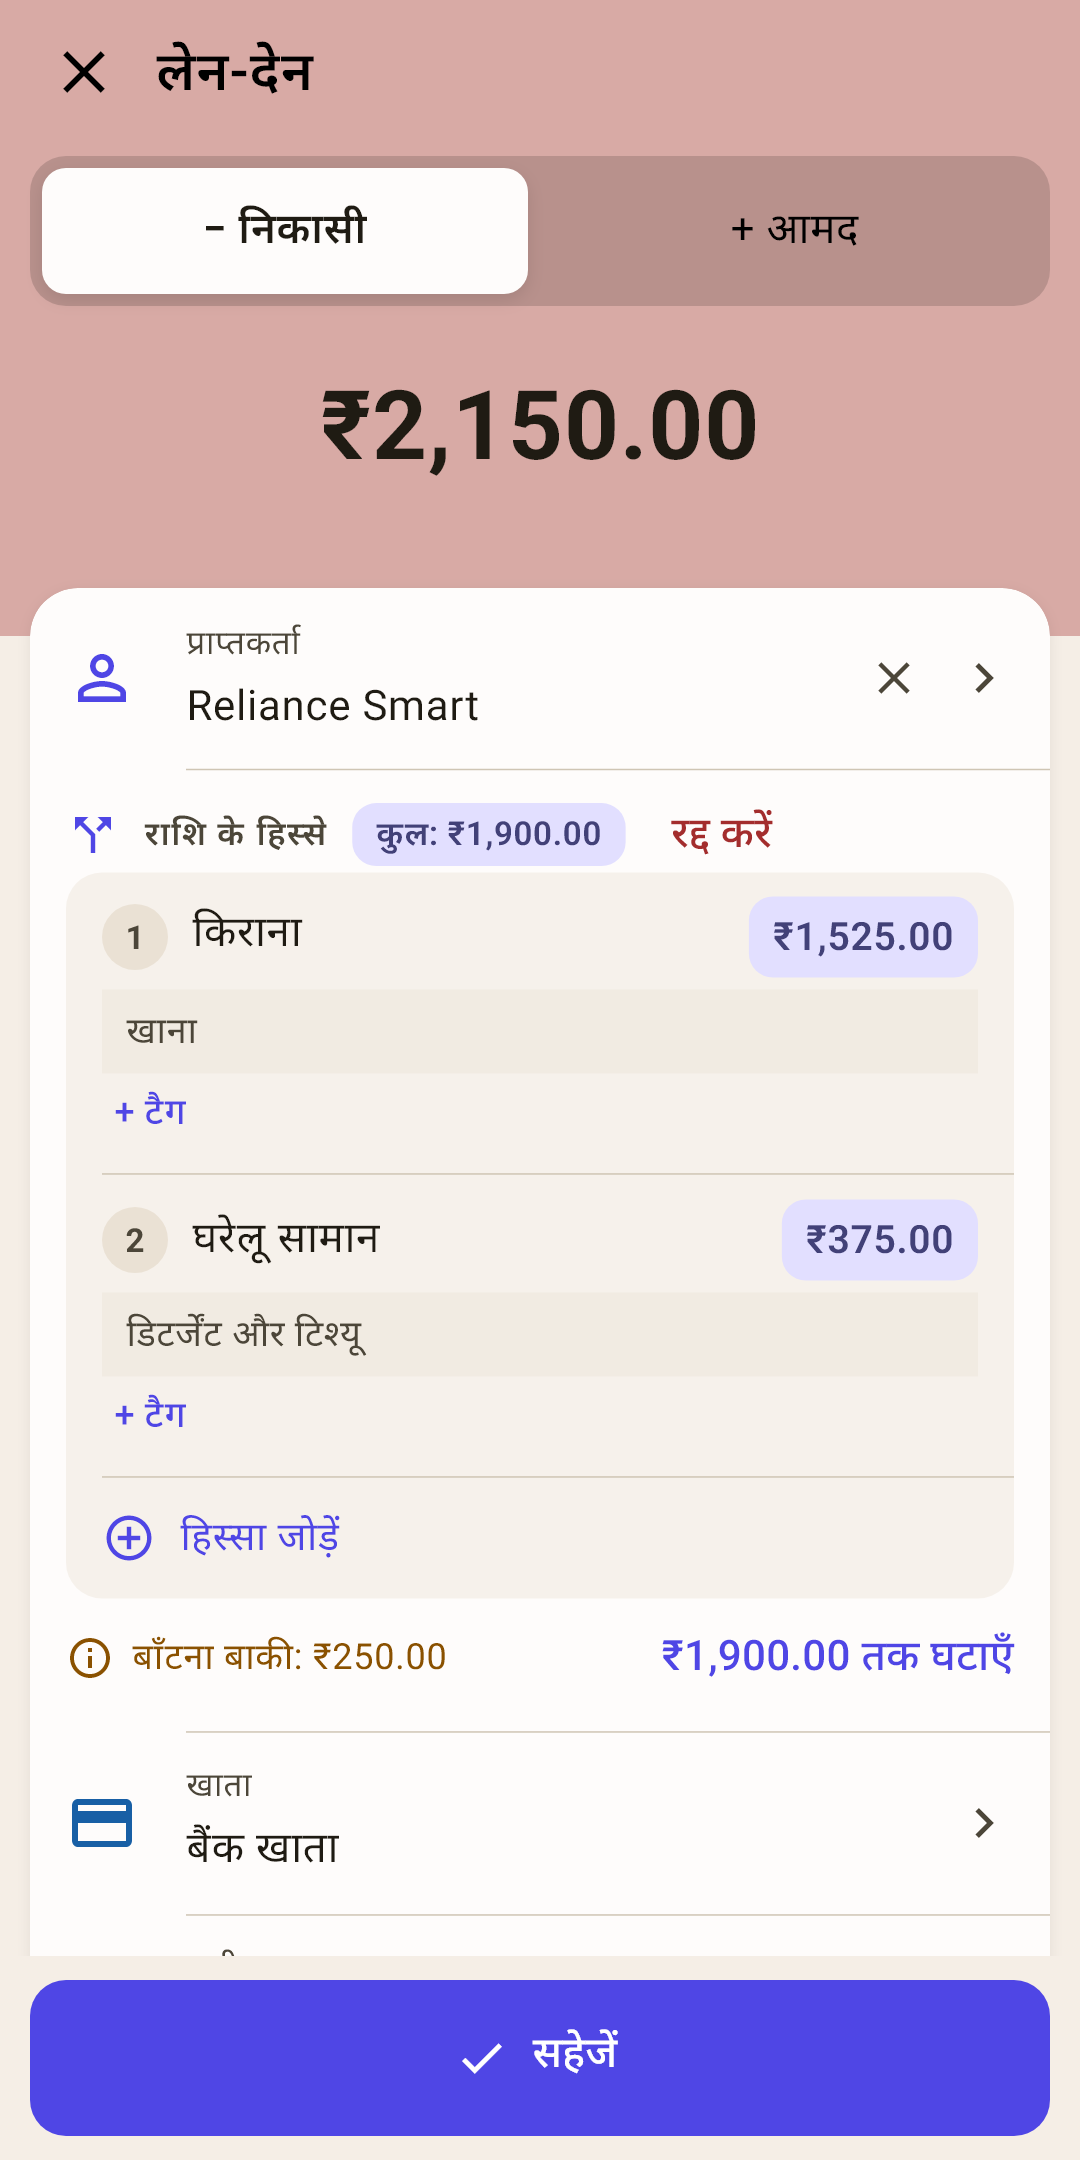 लेन-देन
− निकासी
+ आमद
₹2,150.00
प्राप्तकर्ता
Reliance Smart
राशि के हिस्से
कुल: ₹1,900.00
रद्द करें
1
किराना
₹1,525.00
खाना
+ टैग
2
घरेलू सामान
₹375.00
डिटर्जेंट और टिश्यू
+ टैग
हिस्सा जोड़ें
बाँटना बाकी: ₹250.00
₹1,900.00 तक घटाएँ
खाता
बैंक खाता
सहेजें